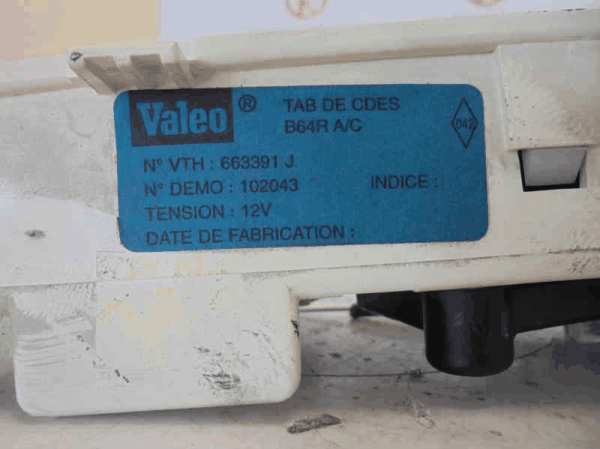 Valeo ® TAB DE CDES
B64R A/C
042
N° VTH : 663391 J
N° DEMO : 102043 INDICE :
TENSION : 12V
DATE DE FABRICATION :